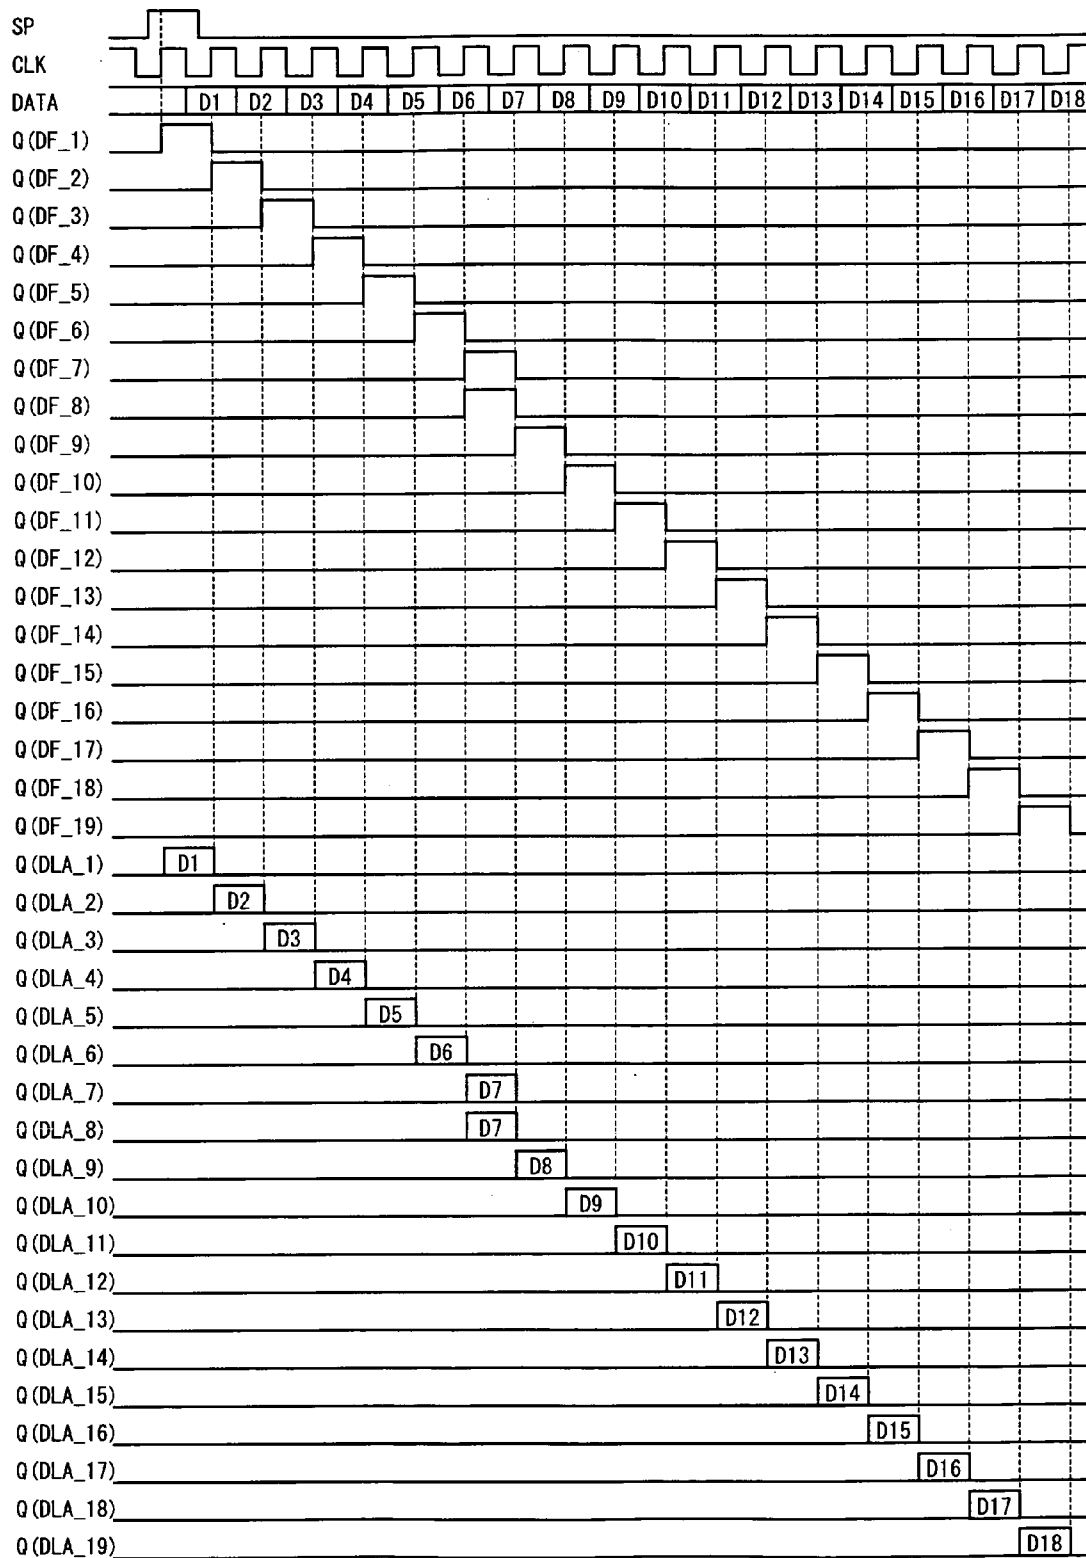 SP
CLK
DATA D1 D2 D3 D4 D5 D6 D7 D8 D9 D10 D11 D12 D13 D14 D15 D16 D17 D18
Q(DF_1)
Q(DF_2)
Q(DF_3)
Q(DF_4)
Q(DF_5)
Q(DF_6)
Q(DF_7)
Q(DF_8)
Q(DF_9)
Q(DF_10)
Q(DF_11)
Q(DF_12)
Q(DF_13)
Q(DF_14)
Q(DF_15)
Q(DF_16)
Q(DF_17)
Q(DF_18)
Q(DF_19)
Q(DLA_1) D1
Q(DLA_2) D2
Q(DLA_3) D3
Q(DLA_4) D4
Q(DLA_5) D5
Q(DLA_6) D6
Q(DLA_7) D7
Q(DLA_8) D7
Q(DLA_9) D8
Q(DLA_10) D9
Q(DLA_11) D10
Q(DLA_12) D11
Q(DLA_13) D12
Q(DLA_14) D13
Q(DLA_15) D14
Q(DLA_16) D15
Q(DLA_17) D16
Q(DLA_18) D17
Q(DLA_19) D18